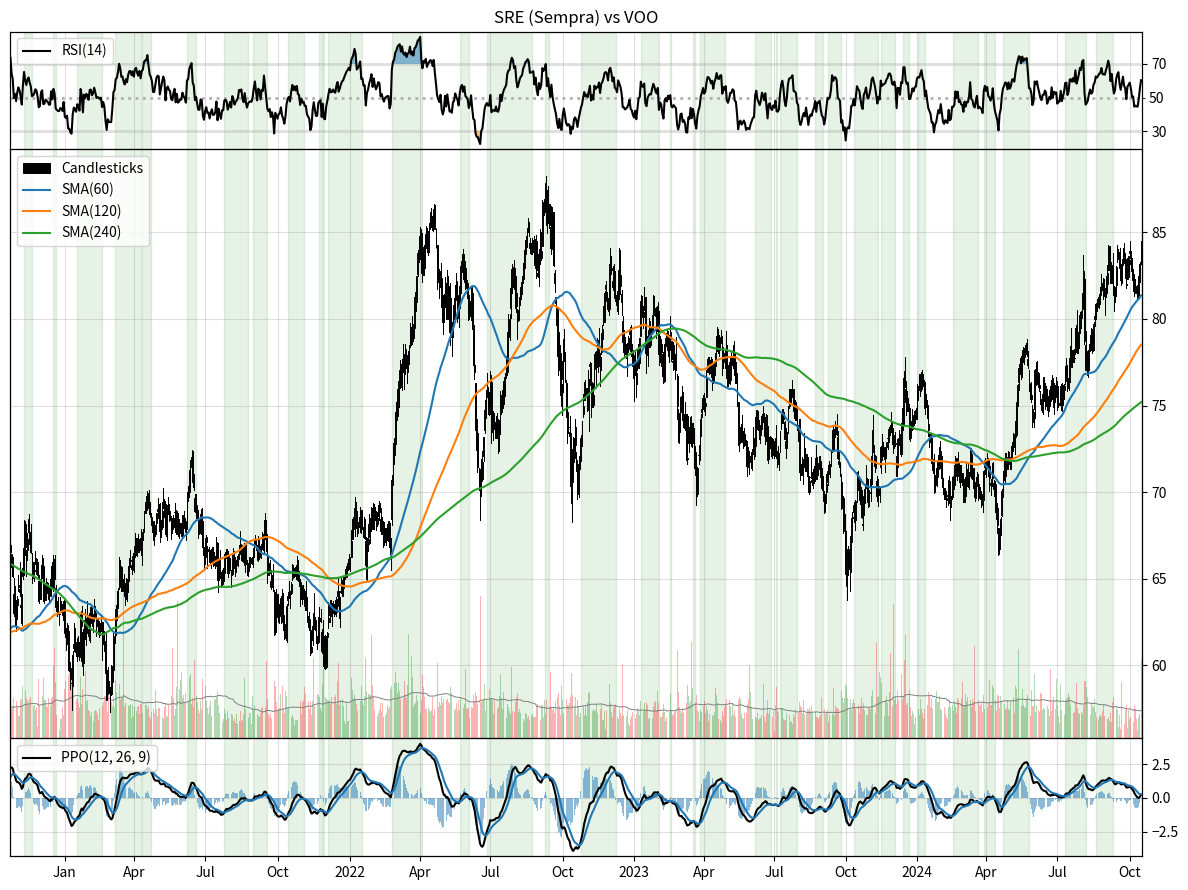 SRE (Sempra) vs VOO
RSI(14)
70
50
30
Candlesticks
SMA(60)
SMA(120)
SMA(240)
85
80
75
70
65
60
PPO(12, 26, 9)
2.5
0.0
−2.5
Jan Apr Jul Oct 2022 Apr Jul Oct 2023 Apr Jul Oct 2024 Apr Jul Oct